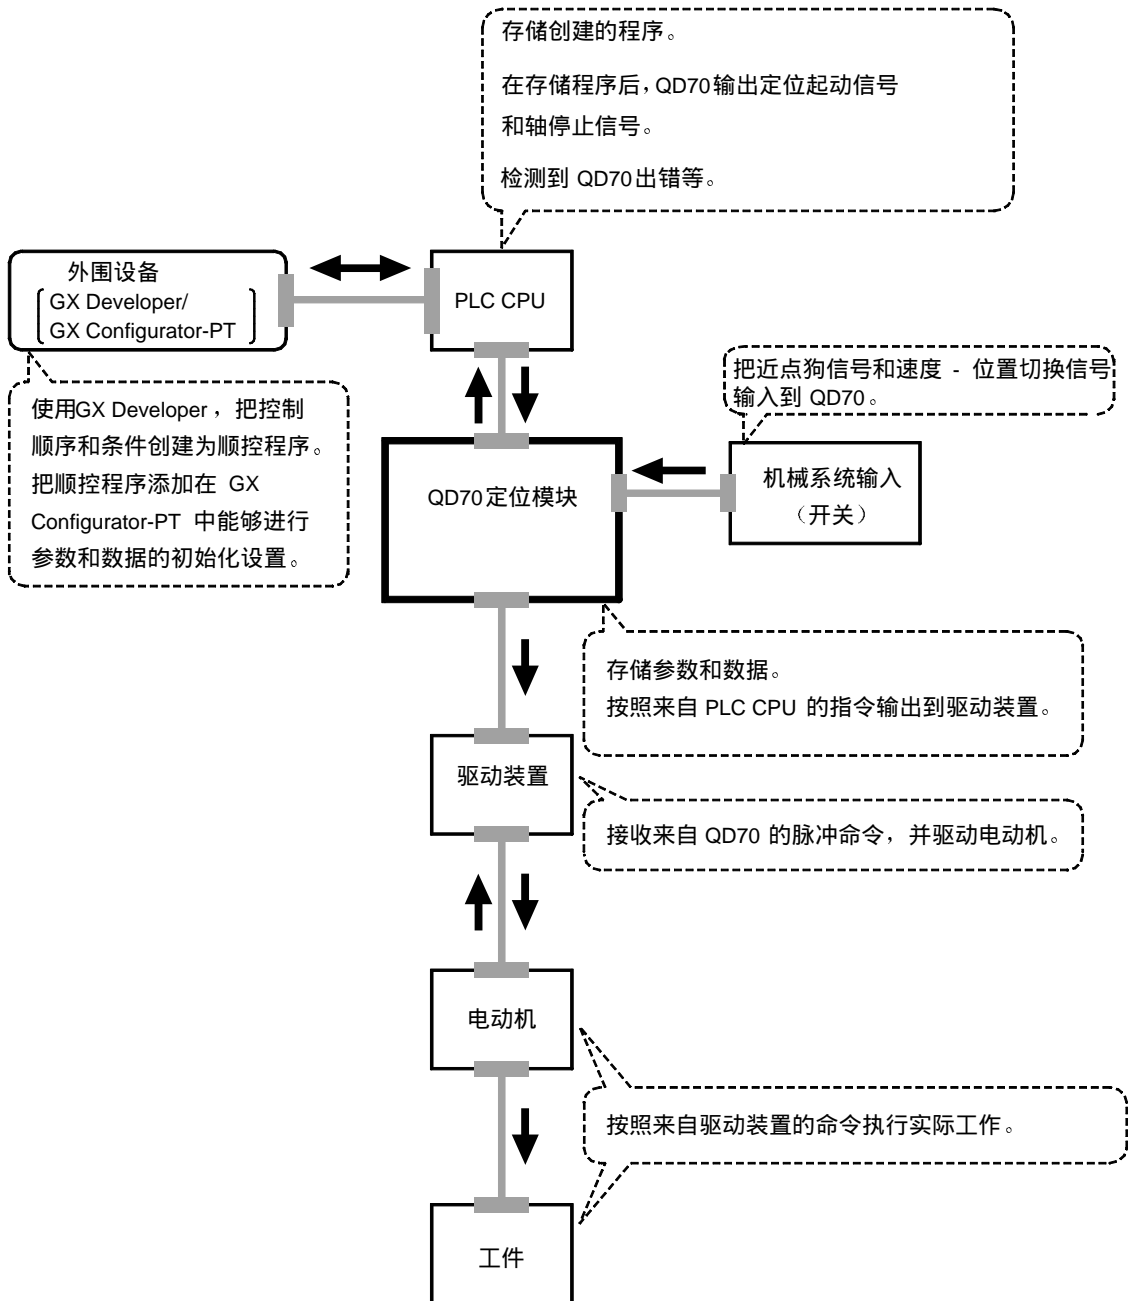 存储创建的程序。
在存储程序后，QD70输出定位起动信号
和轴停止信号。
检测到 QD70出错等。
外围设备
GX Developer/
GX Configurator-PT
PLC CPU
使用GX Developer，把控制
顺序和条件创建为顺控程序。
把顺控程序添加在 GX
Configurator-PT 中能够进行
参数和数据的初始化设置。
把近点狗信号和速度 - 位置切换信号
输入到 QD70。
QD70定位模块
机械系统输入
（开关）
存储参数和数据。
按照来自 PLC CPU 的指令输出到驱动装置。
驱动装置
接收来自 QD70 的脉冲命令，并驱动电动机。
电动机
按照来自驱动装置的命令执行实际工作。
工件